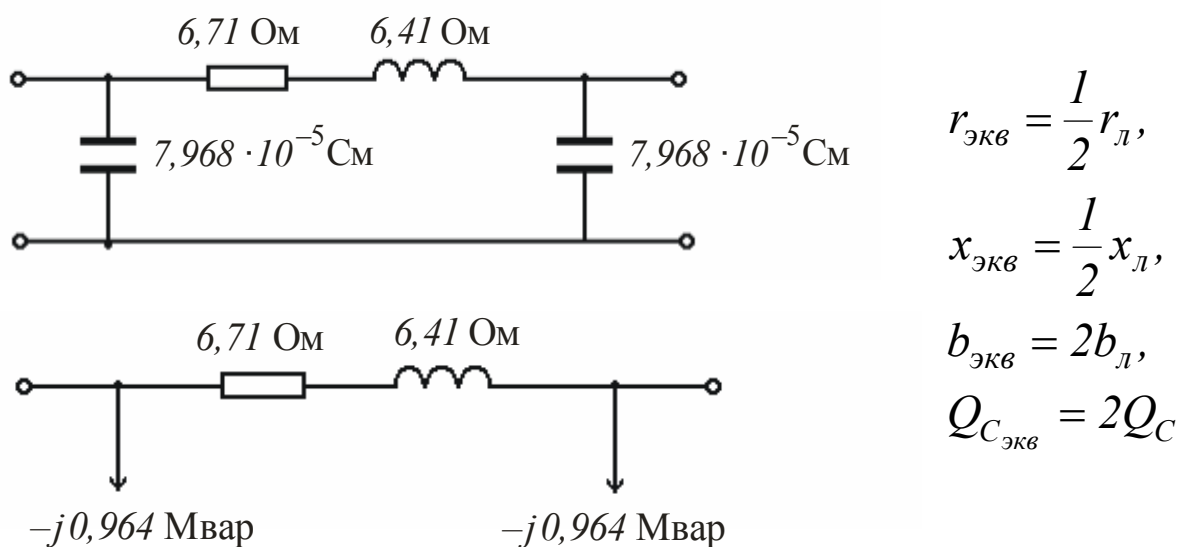 6,71 Ом 6,41 Ом
7,968 · 10⁻⁵ См 7,968 · 10⁻⁵ См
6,71 Ом 6,41 Ом
–j0,964 Мвар –j0,964 Мвар
r_экв = 1/2 r_л,
x_экв = 1/2 x_л,
b_экв = 2b_л,
Q_C_экв = 2Q_C